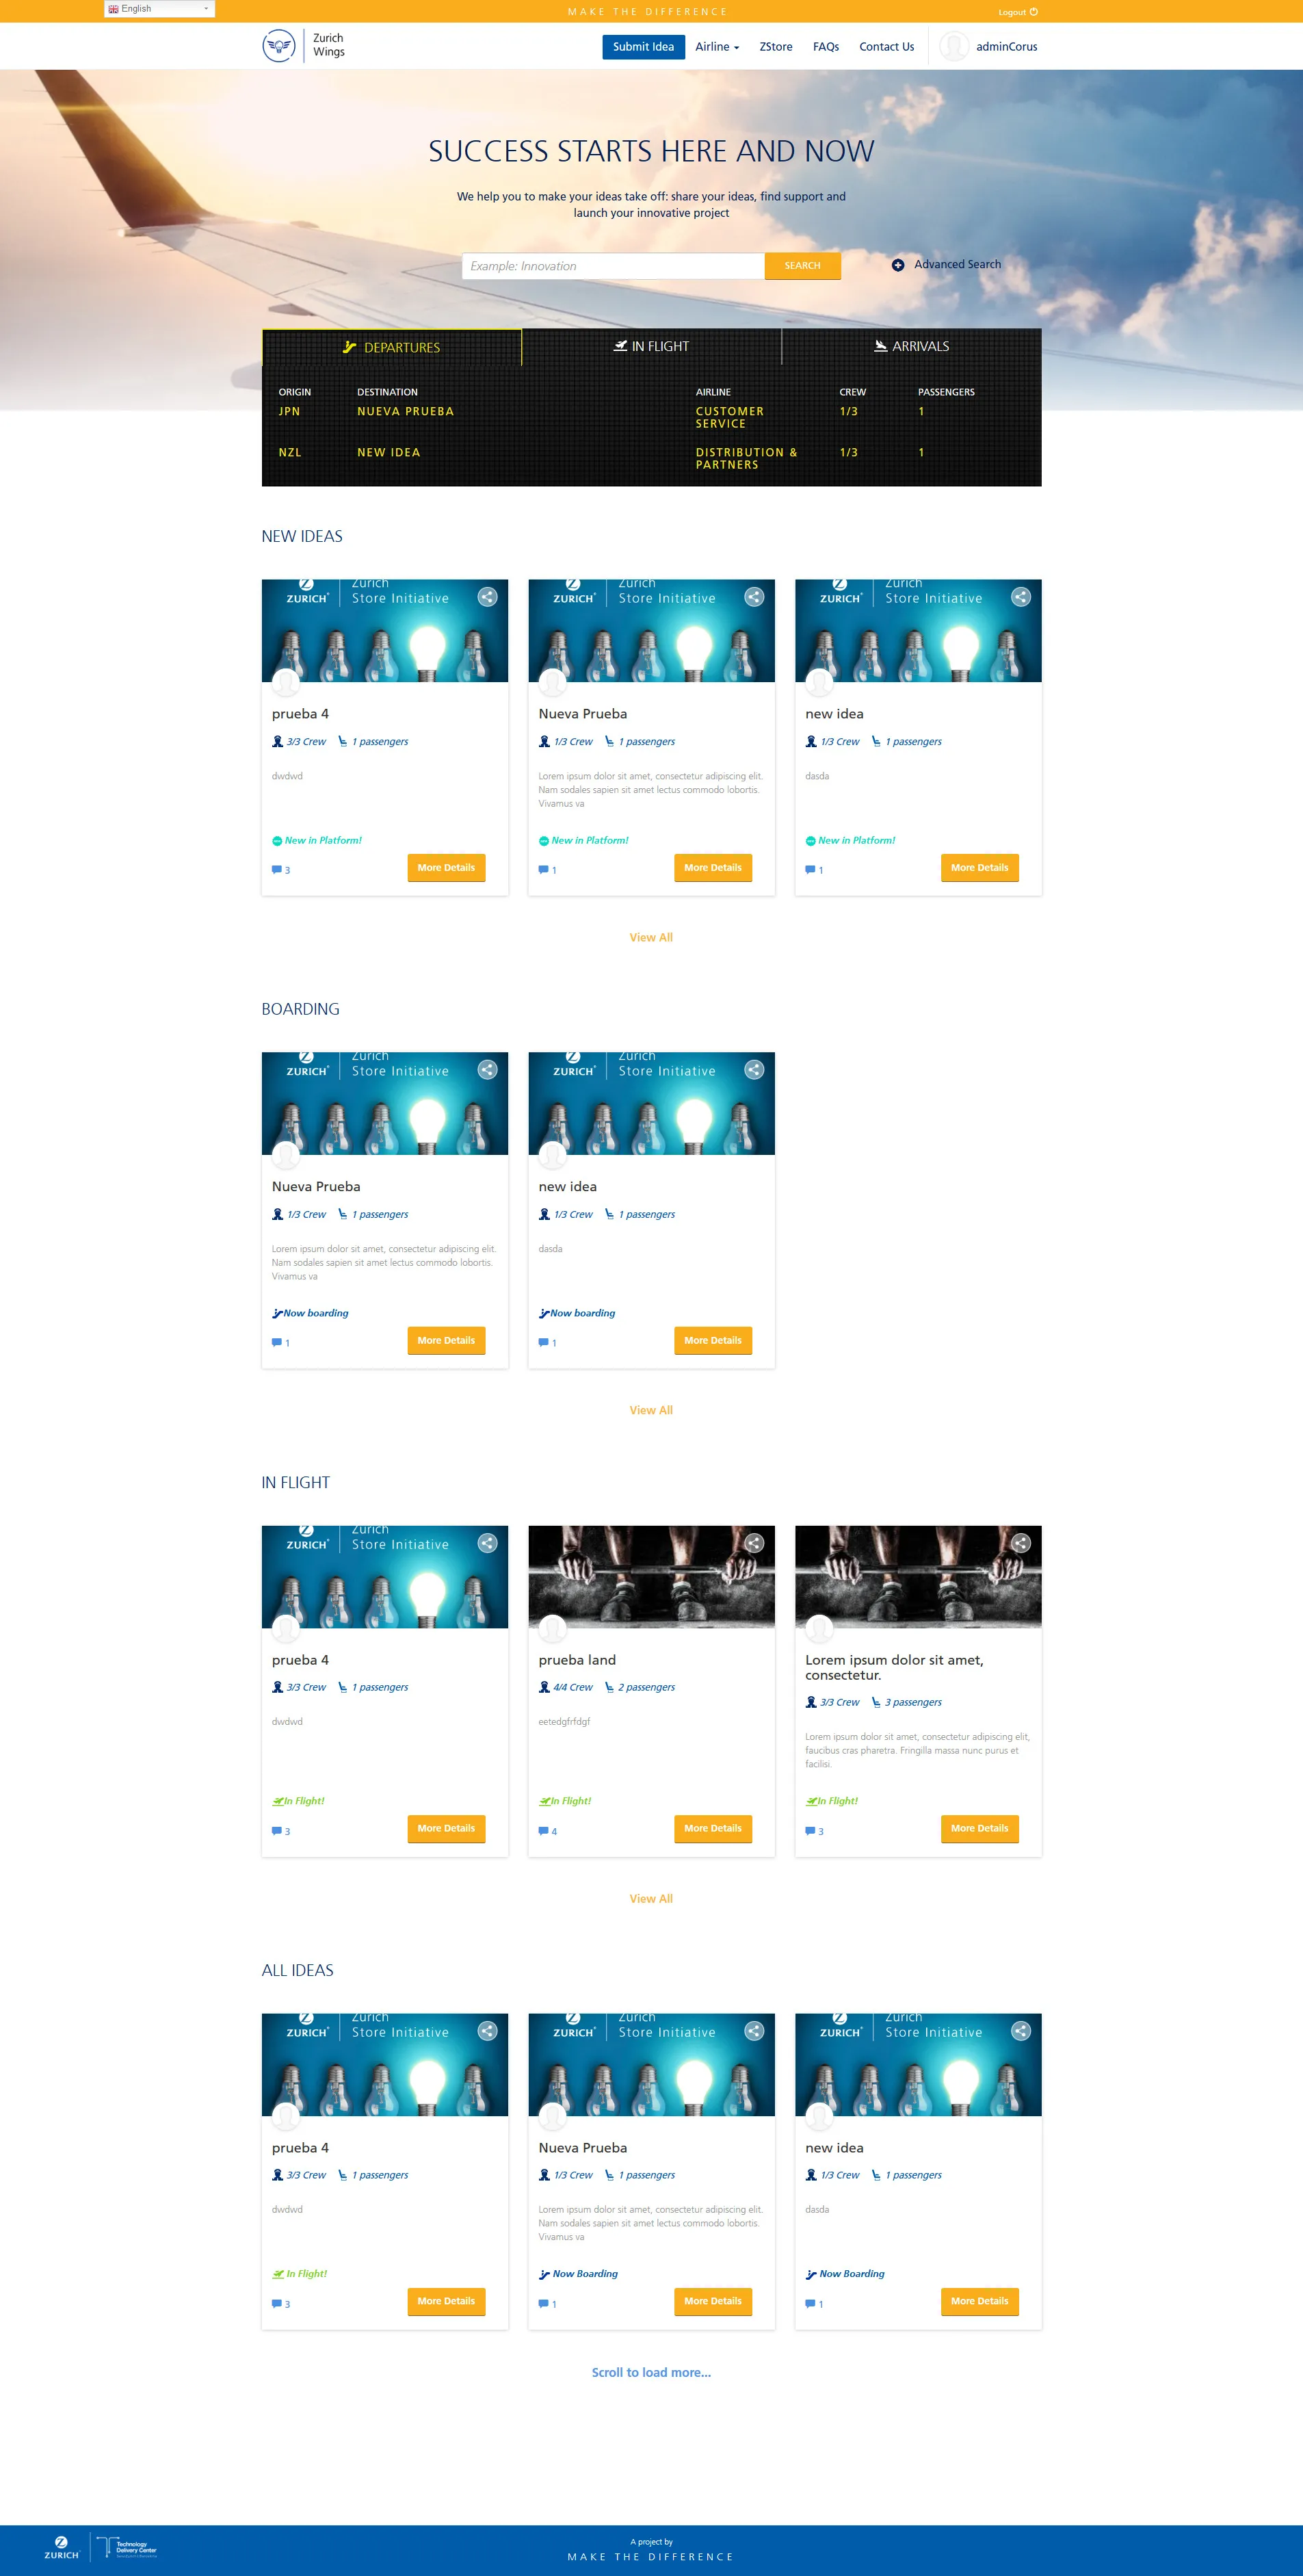 English
MAKE THE DIFFERENCE
Logout
Zurich
Wings
Submit Idea
Airline
ZStore
FAQs
Contact Us
adminCorus
SUCCESS STARTS HERE AND NOW
We help you to make your ideas take off: share your ideas, find support and
launch your innovative project
Example: Innovation
SEARCH
Advanced Search
DEPARTURES
IN FLIGHT
ARRIVALS
ORIGIN DESTINATION AIRLINE CREW PASSENGERS
JPN NUEVA PRUEBA CUSTOMER 1/3 1
SERVICE
NZL NEW IDEA DISTRIBUTION & 1/3 1
PARTNERS
NEW IDEAS
Zurich
ZURICH Store Initiative
prueba 4
3/3 Crew 1 passengers
dwdwd
New in Platform!
3
More Details
Zurich
ZURICH Store Initiative
Nueva Prueba
1/3 Crew 1 passengers
Lorem ipsum dolor sit amet, consectetur adipiscing elit.
Nam sodales sapien sit amet lectus commodo lobortis.
Vivamus va
New in Platform!
1
More Details
Zurich
ZURICH Store Initiative
new idea
1/3 Crew 1 passengers
dasda
New in Platform!
1
More Details
View All
BOARDING
Zurich
ZURICH Store Initiative
Nueva Prueba
1/3 Crew 1 passengers
Lorem ipsum dolor sit amet, consectetur adipiscing elit.
Nam sodales sapien sit amet lectus commodo lobortis.
Vivamus va
Now boarding
1
More Details
Zurich
ZURICH Store Initiative
new idea
1/3 Crew 1 passengers
dasda
Now boarding
1
More Details
View All
IN FLIGHT
Zurich
ZURICH Store Initiative
prueba 4
3/3 Crew 1 passengers
dwdwd
In Flight!
3
More Details
prueba land
4/4 Crew 2 passengers
eetedgfrfdgf
In Flight!
4
More Details
Lorem ipsum dolor sit amet,
consectetur.
3/3 Crew 3 passengers
Lorem ipsum dolor sit amet, consectetur adipiscing elit,
faucibus cras pharetra. Fringilla massa nunc purus et
facilisi.
In Flight!
3
More Details
View All
ALL IDEAS
Zurich
ZURICH Store Initiative
prueba 4
3/3 Crew 1 passengers
dwdwd
In Flight!
3
More Details
Zurich
ZURICH Store Initiative
Nueva Prueba
1/3 Crew 1 passengers
Lorem ipsum dolor sit amet, consectetur adipiscing elit.
Nam sodales sapien sit amet lectus commodo lobortis.
Vivamus va
Now Boarding
1
More Details
Zurich
ZURICH Store Initiative
new idea
1/3 Crew 1 passengers
dasda
Now Boarding
1
More Details
Scroll to load more...
ZURICH
Technology
Delivery Center
A project by
MAKE THE DIFFERENCE